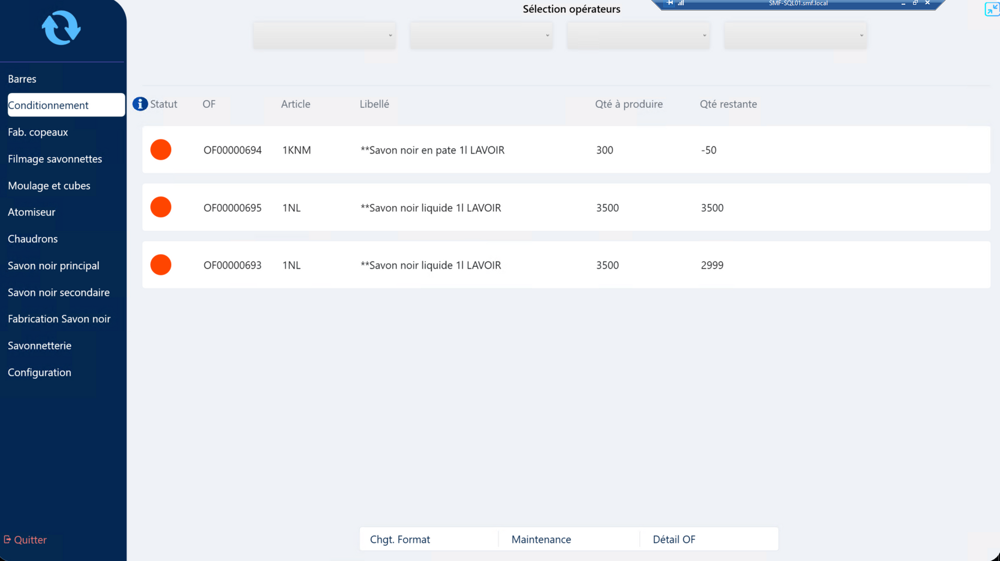 SMF-SQL01.smf.local
Sélection opérateurs
Barres
Conditionnement
Fab. copeaux
Filmage savonnettes
Moulage et cubes
Atomiseur
Chaudrons
Savon noir principal
Savon noir secondaire
Fabrication Savon noir
Savonnetterie
Configuration
Quitter
Statut OF Article Libellé Qté à produire Qté restante
OF00000694 1KNM **Savon noir en pate 1l LAVOIR 300 -50
OF00000695 1NL **Savon noir liquide 1l LAVOIR 3500 3500
OF00000693 1NL **Savon noir liquide 1l LAVOIR 3500 2999
Chgt. Format Maintenance Détail OF